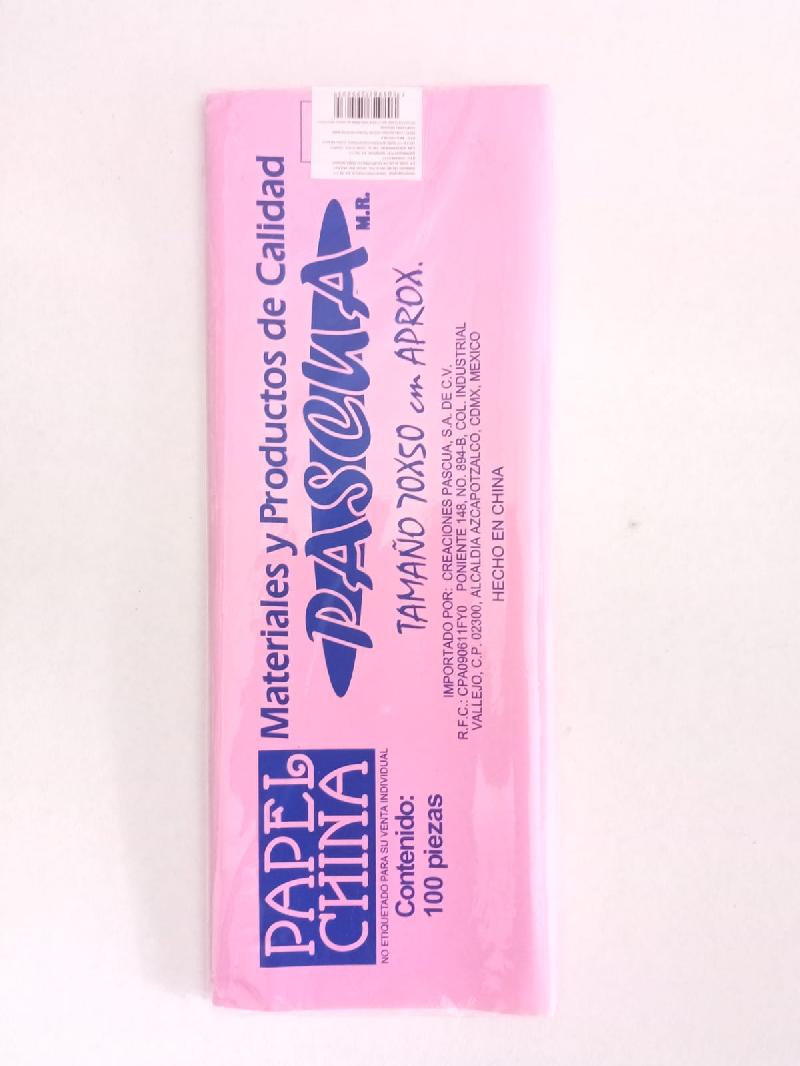 PAPEL
CHINA
NO ETIQUETADO PARA SU VENTA INDIVIDUAL
Contenido:
100 piezas
Materiales y Productos de Calidad
PASCUA
M.R.
TAMAÑO 70X50 cm APROX.
IMPORTADO POR: CREACIONES PASCUA, S.A. DE C.V.
R.F.C.: CPA090611FY0 PONIENTE 148, NO. 894-B, COL. INDUSTRIAL
VALLEJO, C.P. 02300, ALCALDIA AZCAPOTZALCO, CDMX, MEXICO
HECHO EN CHINA